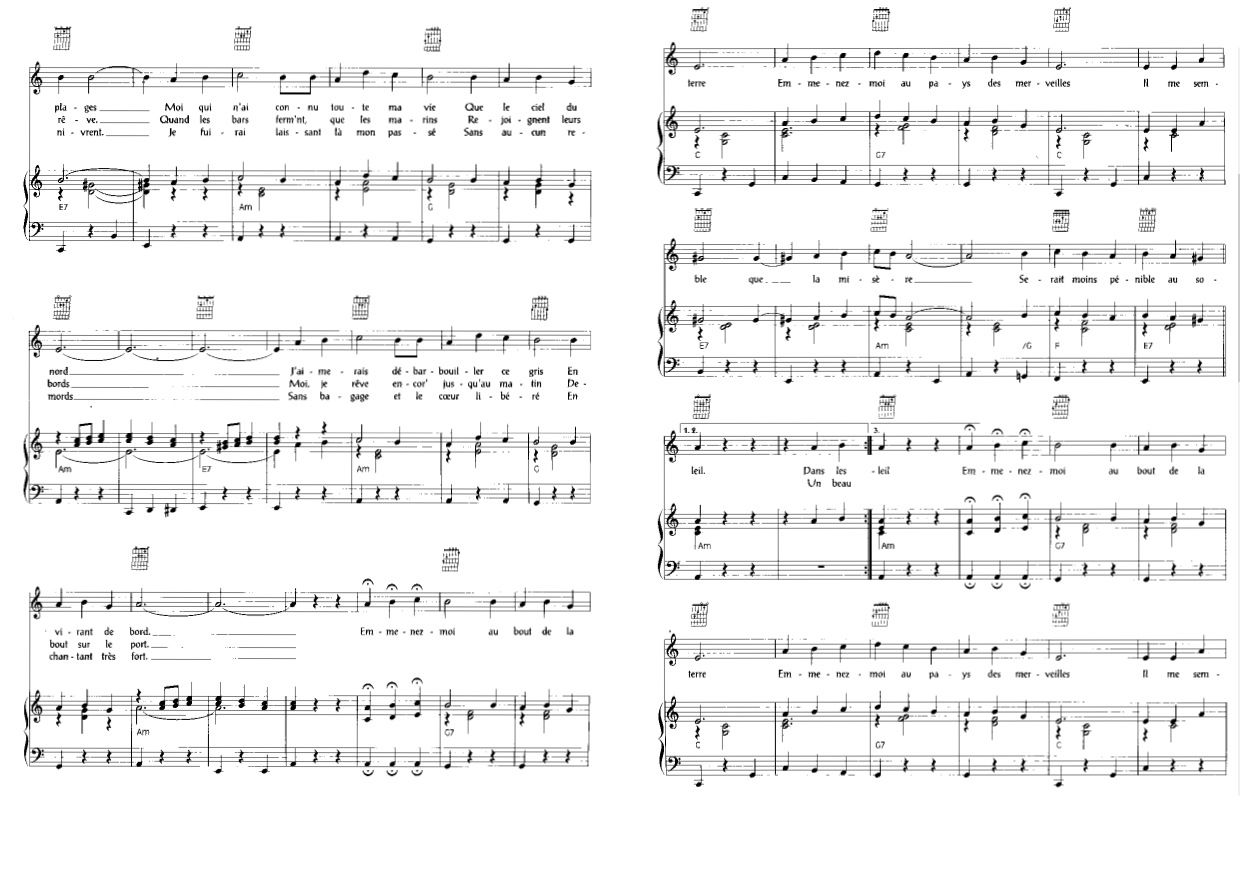 pla - ges Moi qui n'ai con - nu tou - te ma vie Que le ciel du
rê - ve. Quand les bars ferm'nt, que les ma - rins Re - joi - gnent leurs
ni - vrent. Je fui - rai lais - sant là mon pas - sé Sans au - cun re -
E7 Am G
nord J'ai - me - rais dé - bar - bouil - ler ce gris En
bords Moi, je rêve en - cor' jus - qu'au ma - tin De -
mords Sans ba - gage et le cœur li - bé - ré En
Am E7 Am G
vi - rant de bord. Em - me - nez - moi au bout de la
bout sur le port.
chan - tant très fort.
Am G7
terre Em - me - nez - moi au pa - ys des mer - veilles Il me sem -
C G7 C
ble que la mi - sè - re Se - rait moins pé - nible au so -
E7 Am /G F E7
1. 2. 3.
leil. Dans les - leil Em - me - nez - moi au bout de la
Un beau
Am Am G7
terre Em - me - nez - moi au pa - ys des mer - veilles Il me sem -
C G7 C